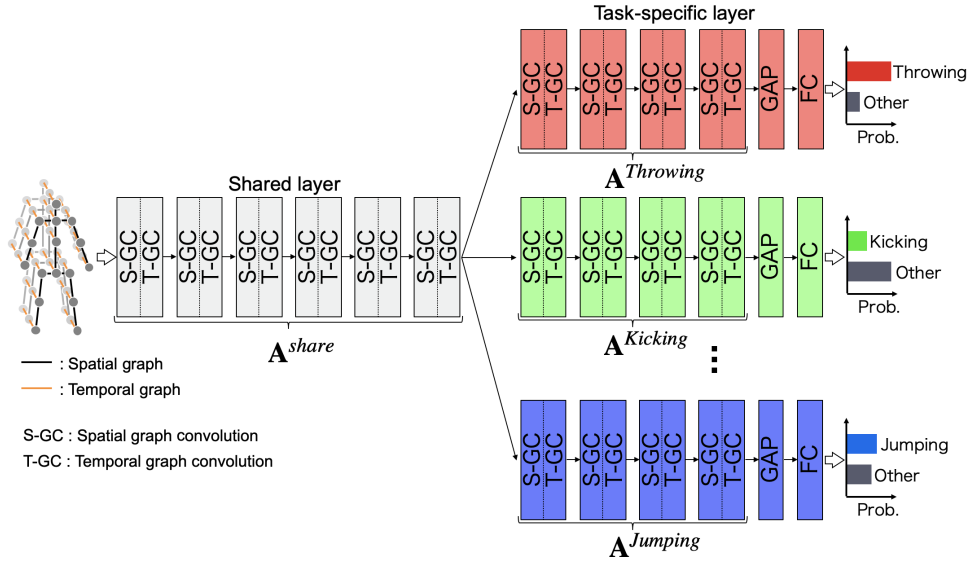 Task-specific layer
S-GC T-GC S-GC T-GC S-GC T-GC S-GC T-GC GAP FC
Throwing
Other
Prob.
A^Throwing
Shared layer
S-GC T-GC S-GC T-GC S-GC T-GC S-GC T-GC S-GC T-GC S-GC T-GC
A^share
S-GC T-GC S-GC T-GC S-GC T-GC S-GC T-GC GAP FC
Kicking
Other
Prob.
A^Kicking
: Spatial graph
: Temporal graph
S-GC : Spatial graph convolution
T-GC : Temporal graph convolution
S-GC T-GC S-GC T-GC S-GC T-GC S-GC T-GC GAP FC
Jumping
Other
Prob.
A^Jumping